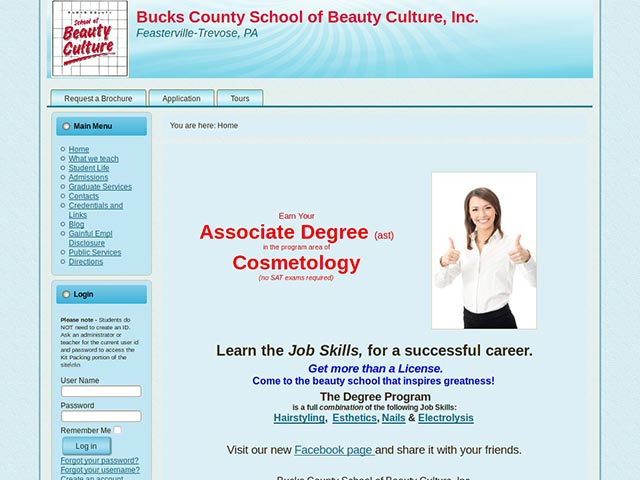 School of
Beauty
Culture
Bucks County School of Beauty Culture, Inc.
Feasterville-Trevose, PA
Request a Brochure
Application
Tours
Main Menu
You are here: Home
Home
What we teach
Student Life
Admissions
Graduate Services
Contacts
Credentials and
Links
Blog
Gainful Empl
Disclosure
Public Services
Directions
Login
Please note - Students do
NOT need to create an ID.
Ask an administrator or
teacher for the current user id
and password to access the
Kit Packing portion of the
User Name
Password
Remember Me
Log in
Forgot your password?
Forgot your username?
Create an account
Earn Your
Associate Degree (ast)
in the program area of
Cosmetology
(no SAT exams required)
Learn the Job Skills, for a successful career.
Get more than a License.
Come to the beauty school that inspires greatness!
The Degree Program
is a full combination of the following Job Skills:
Hairstyling, Esthetics, Nails & Electrolysis
Visit our new Facebook page and share it with your friends.
Bucks County School of Beauty Culture, Inc.